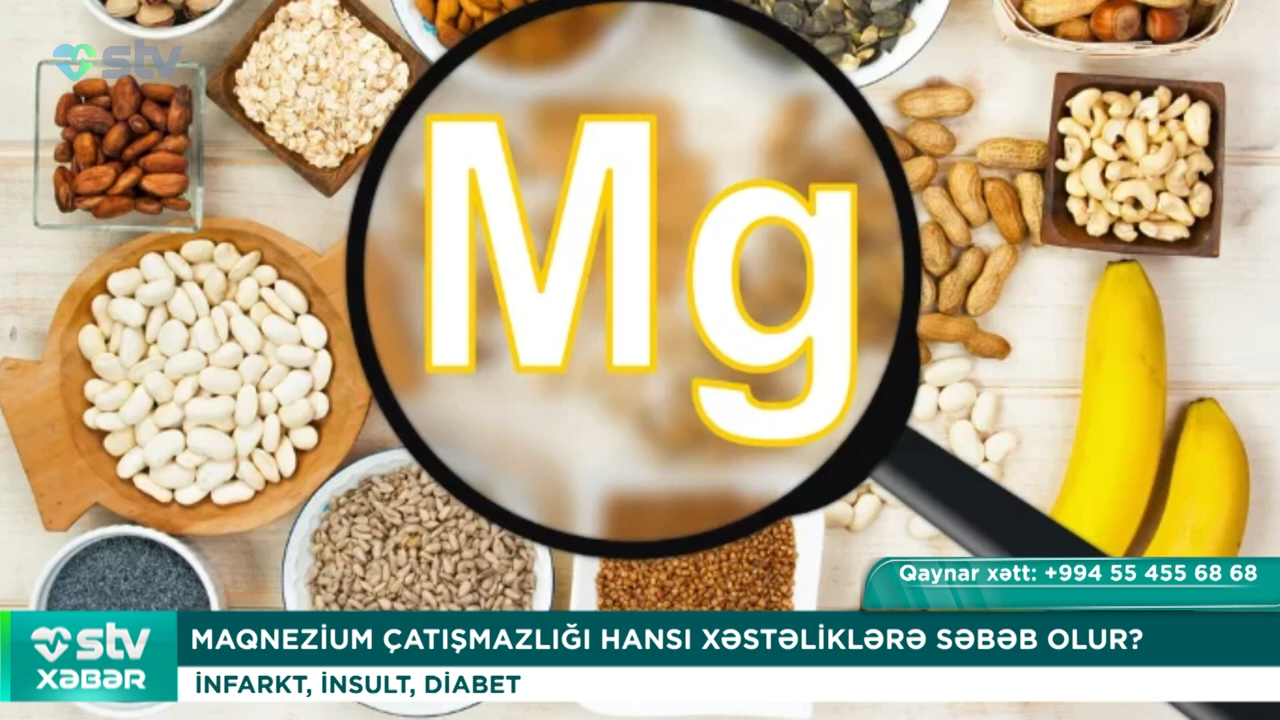 stv
Mg
Qaynar xətt: +994 55 455 68 68
stv
XƏBƏR
MAQNEZİUM ÇATIŞMAZLIĞI HANSI XƏSTƏLİKLƏRƏ SƏBƏB OLUR?
İNFARKT, İNSULT, DİABET